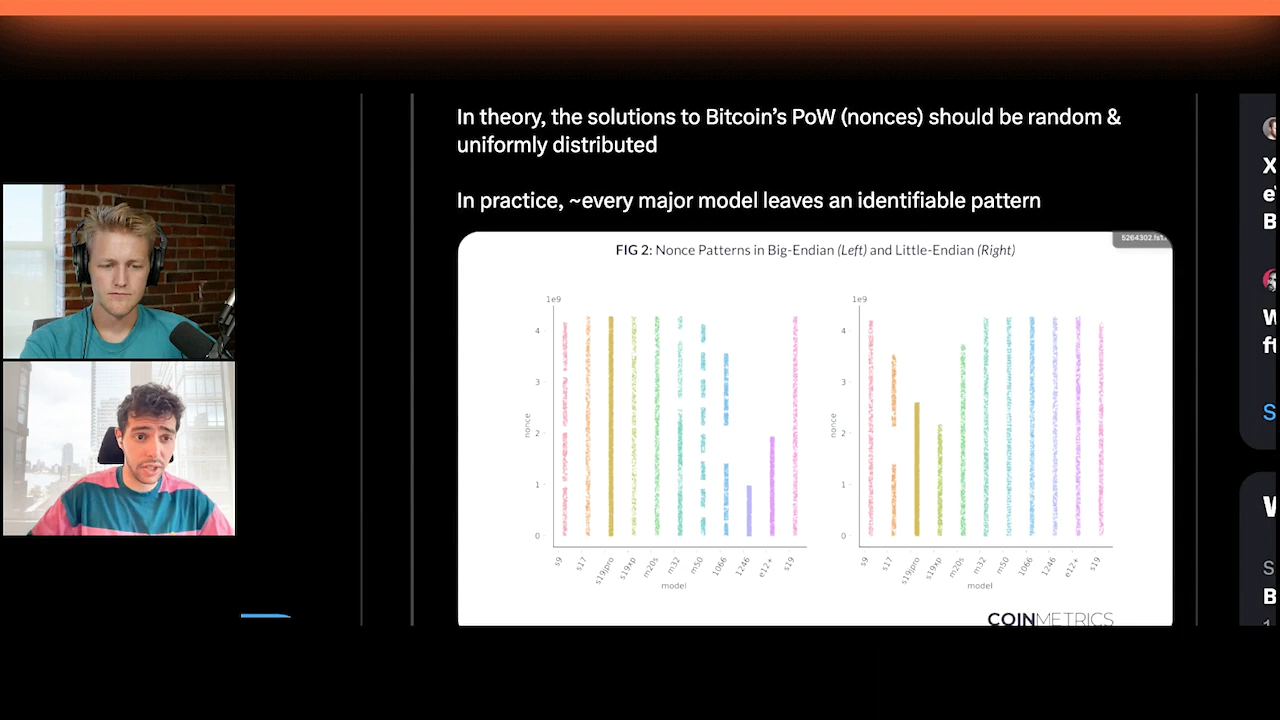 In theory, the solutions to Bitcoin's PoW (nonces) should be random &
uniformly distributed
In practice, ~every major model leaves an identifiable pattern
FIG 2: Nonce Patterns in Big-Endian (Left) and Little-Endian (Right)
1e9
4
3
2
1
0
nonce
s9
s17
s19jpro
s19xp
m20s
m32
m50
1066
1246
e12+
s19
model
1e9
4
3
2
1
0
nonce
s9
s17
s19jpro
s19xp
m20s
m32
m50
1066
1246
e12+
s19
model
COINMETRICS
X
e
B
W
S
V
S
B